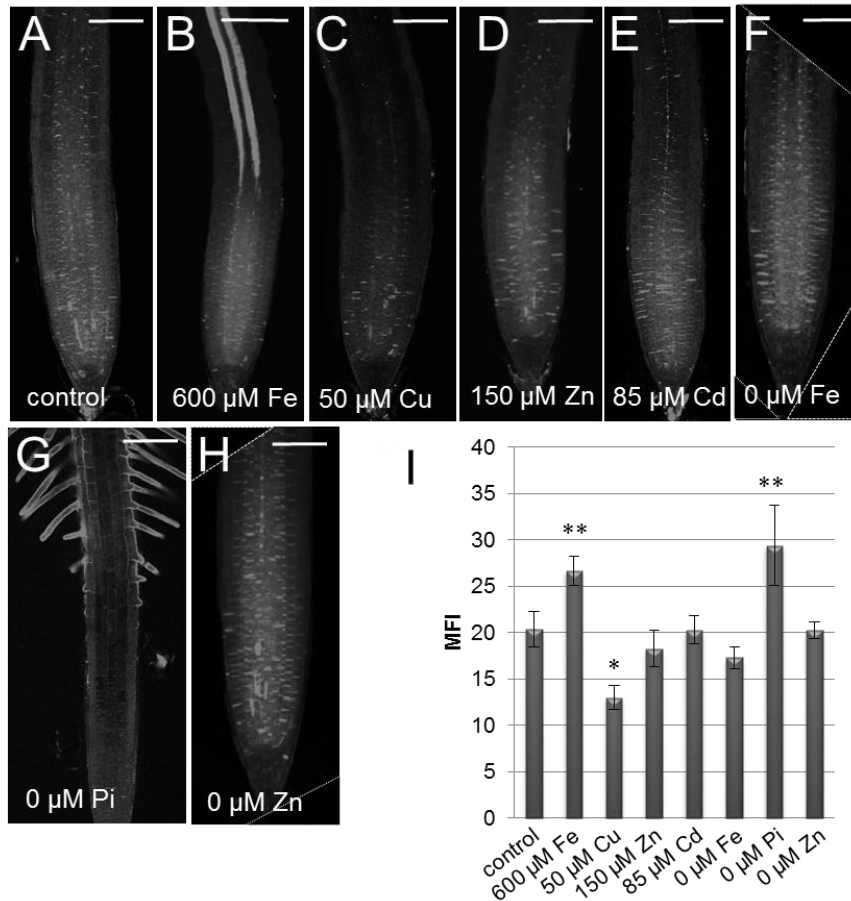 A
control
B
600 µM Fe
C
50 µM Cu
D
150 µM Zn
E
85 µM Cd
F
0 µM Fe
G
0 µM Pi
H
0 µM Zn
I
MFI
40
35
30
25
20
15
10
5
0
**
*
**
control
600 µM Fe
50 µM Cu
150 µM Zn
85 µM Cd
0 µM Fe
0 µM Pi
0 µM Zn